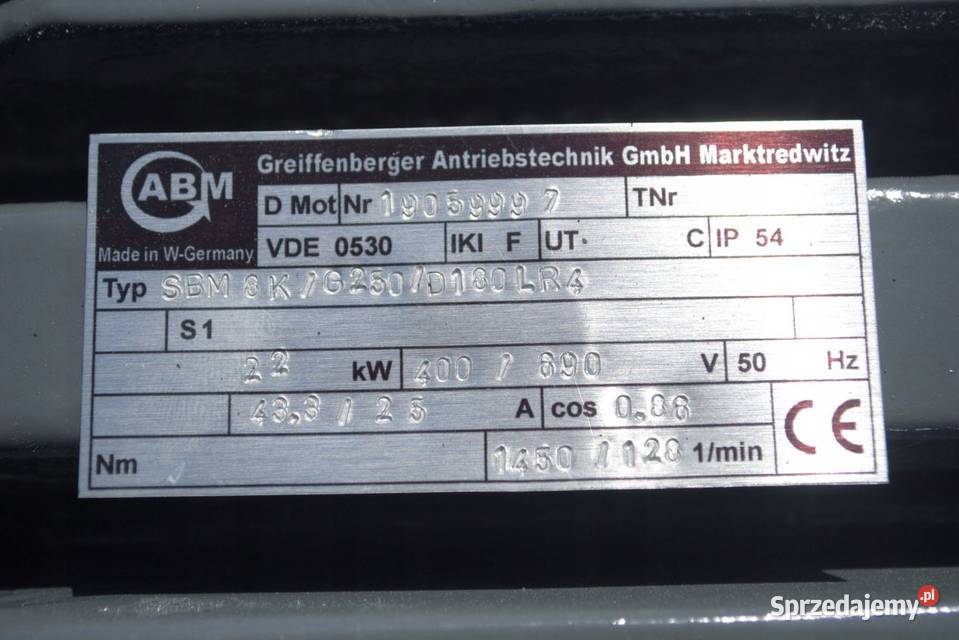 ABM
Made in W-Germany
Greiffenberger Antriebstechnik GmbH Marktredwitz
D Mot Nr 19059997 TNr
VDE 0530 IKI F UT. C IP 54
Typ SBM 8K/G250/D180LR4
S1
22 kW 400 / 690 V 50 Hz
43,3 / 25 A cos 0,86
Nm 1450 / 128 1/min
CE
Sprzedajemy.pl